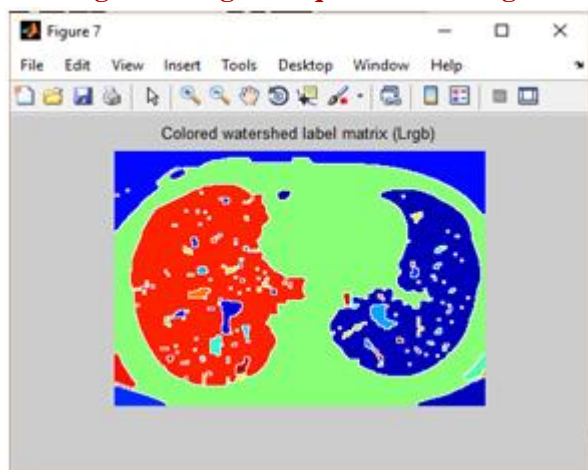 Figure 7
File Edit View Insert Tools Desktop Window Help
Colored watershed label matrix (Lrgb)